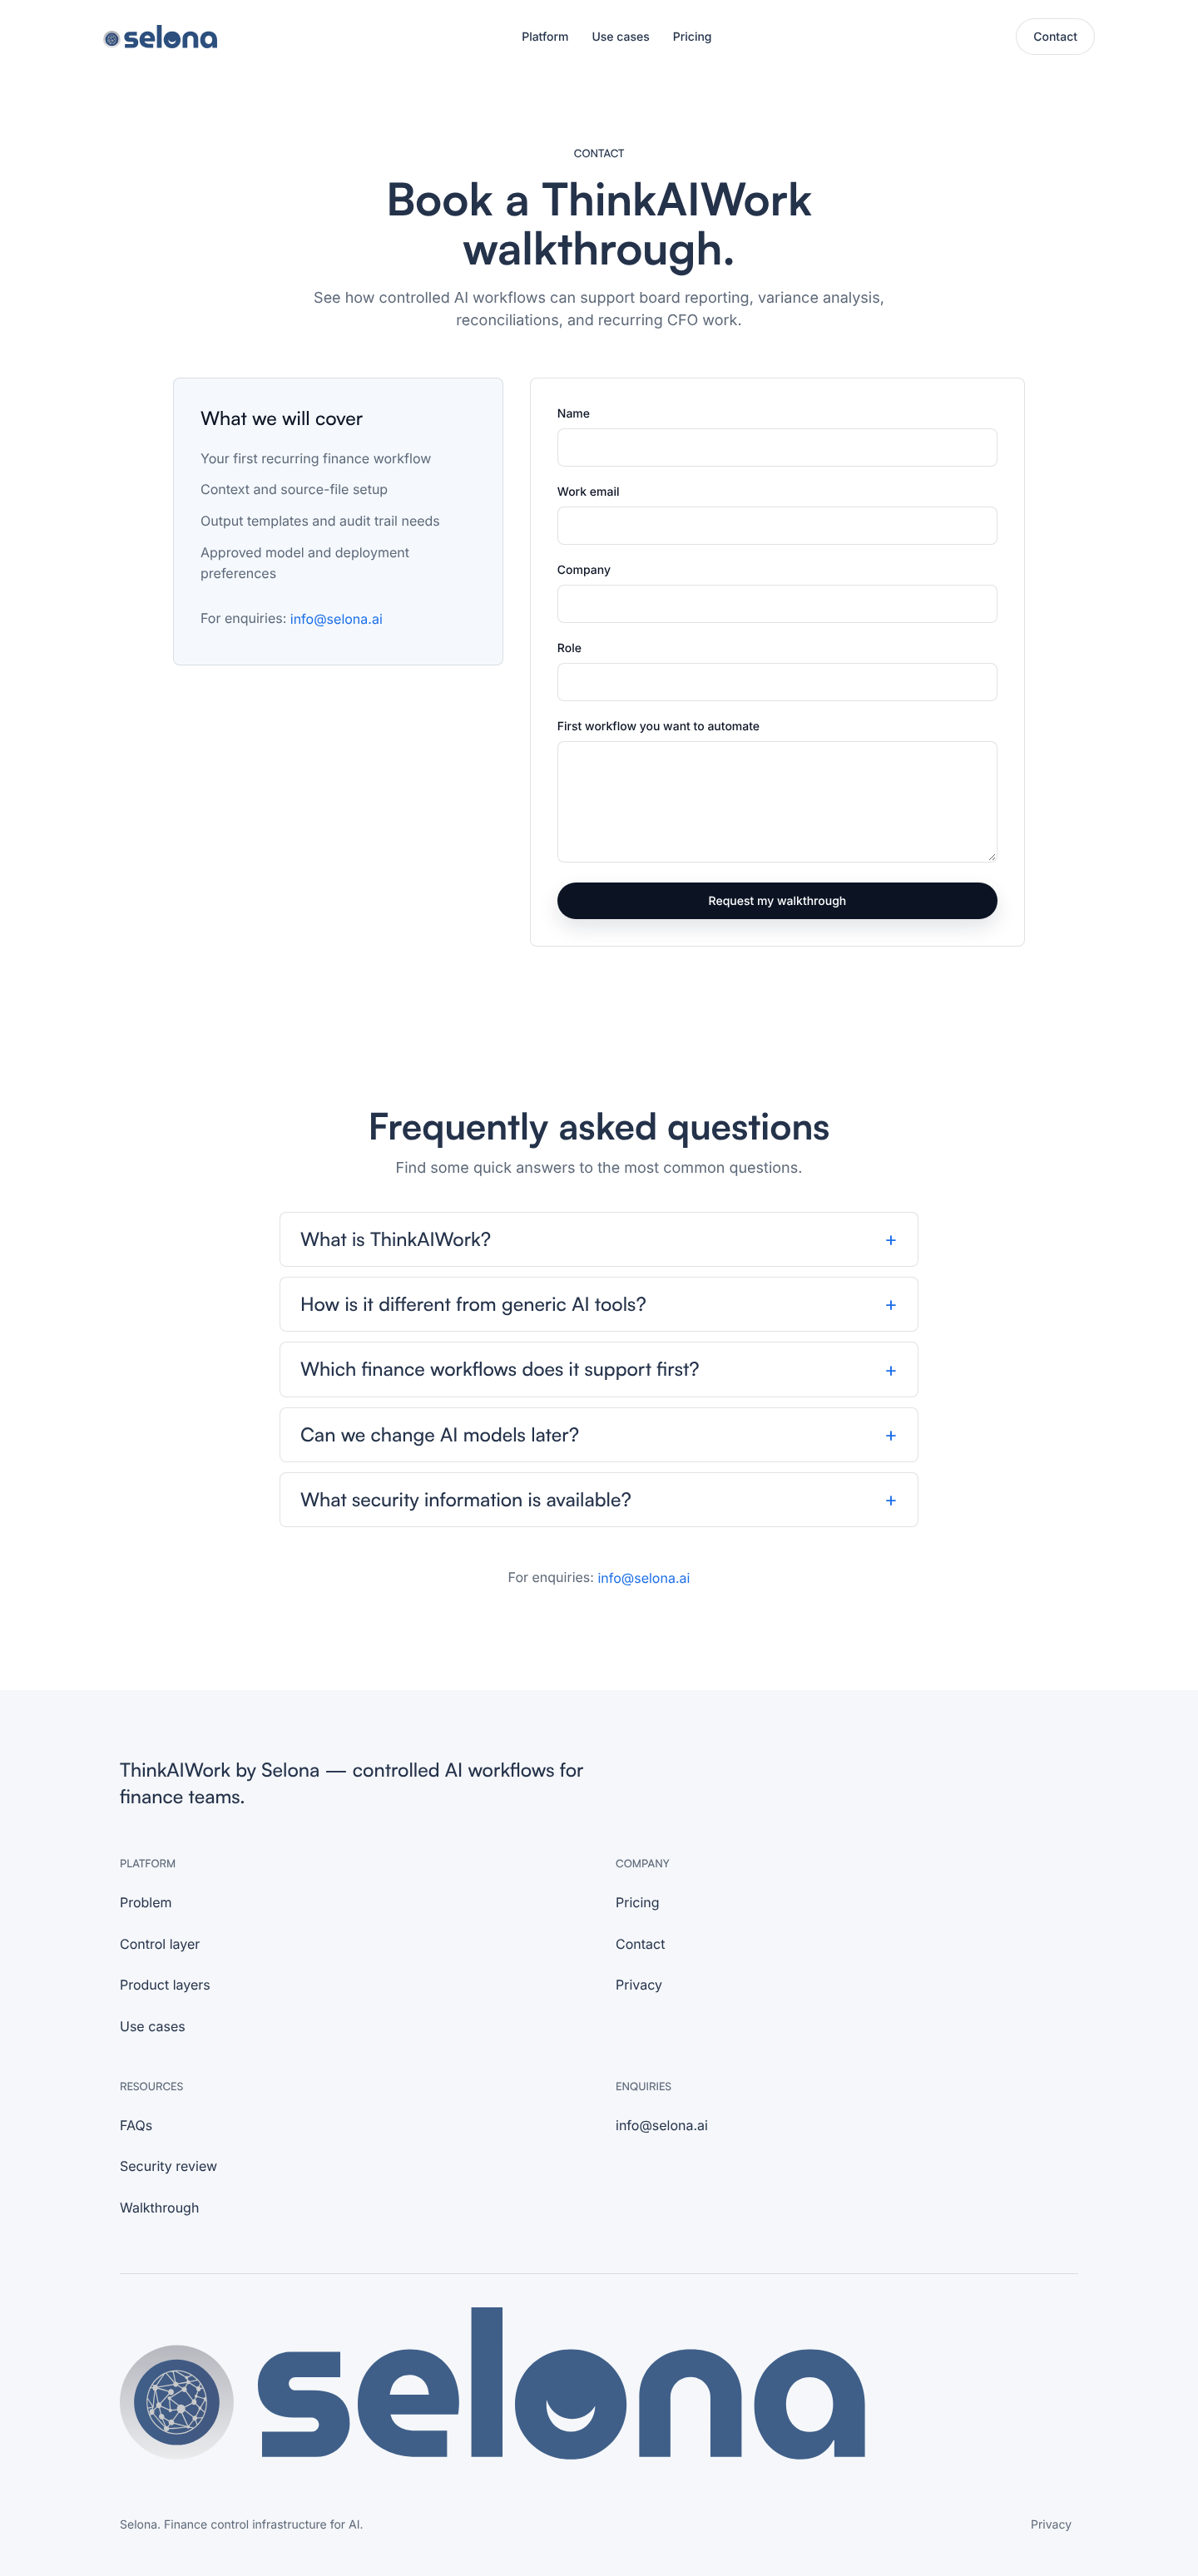 selona
Platform
Use cases
Pricing
Contact
CONTACT
Book a ThinkAIWork
walkthrough.
See how controlled AI workflows can support board reporting, variance analysis,
reconciliations, and recurring CFO work.
What we will cover
Your first recurring finance workflow
Context and source-file setup
Output templates and audit trail needs
Approved model and deployment
preferences
For enquiries: info@selona.ai
Name
Work email
Company
Role
First workflow you want to automate
Request my walkthrough
Frequently asked questions
Find some quick answers to the most common questions.
What is ThinkAIWork? +
How is it different from generic AI tools? +
Which finance workflows does it support first? +
Can we change AI models later? +
What security information is available? +
For enquiries: info@selona.ai
ThinkAIWork by Selona — controlled AI workflows for
finance teams.
PLATFORM
Problem
Control layer
Product layers
Use cases
COMPANY
Pricing
Contact
Privacy
RESOURCES
FAQs
Security review
Walkthrough
ENQUIRIES
info@selona.ai
selona
Selona. Finance control infrastructure for AI.
Privacy